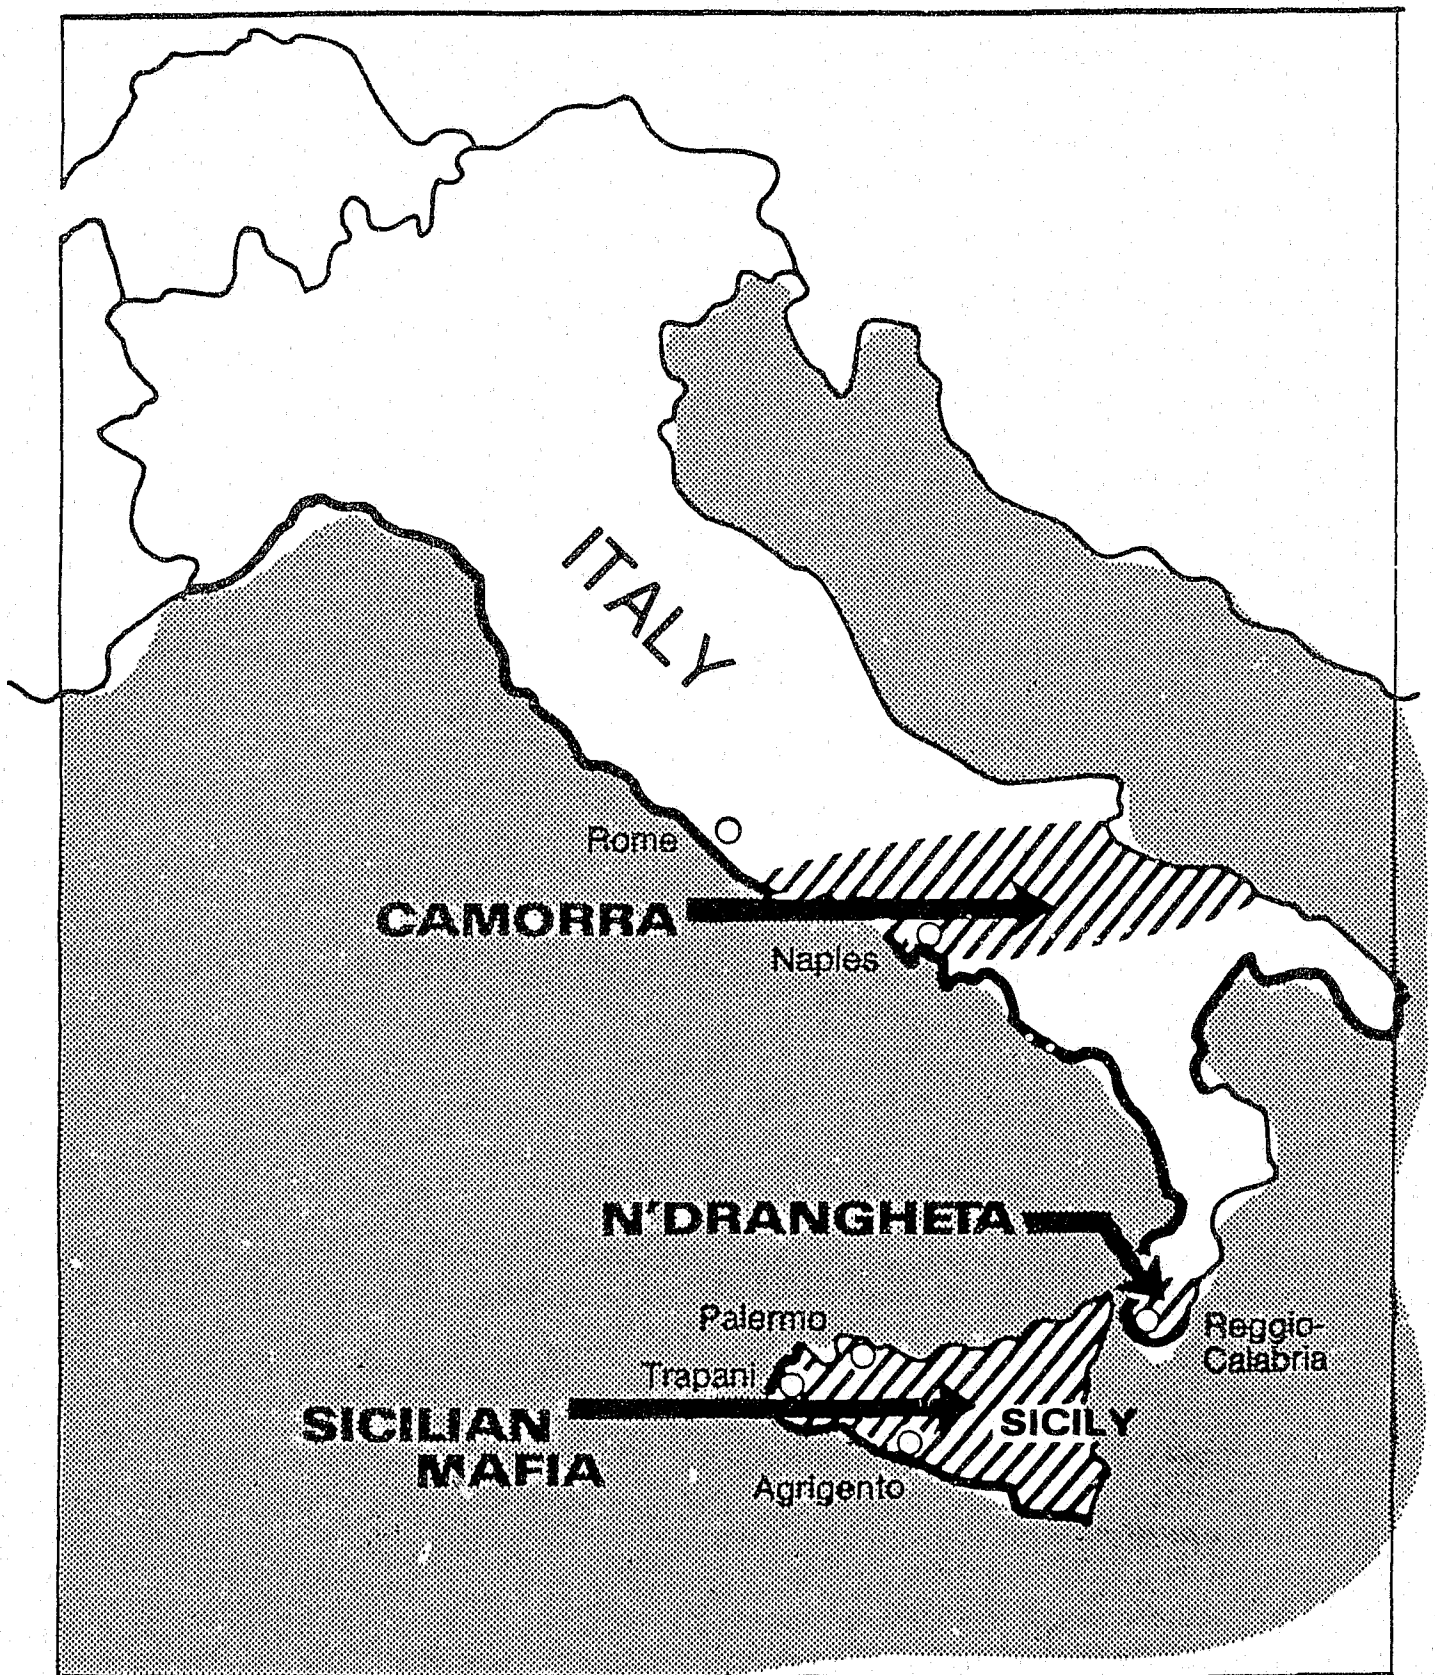 ITALY
Rome
CAMORRA
Naples
N'DRANGHETA
Palermo
Reggio-
Calabria
Trapani
SICILIAN
MAFIA
SICILY
Agrigento